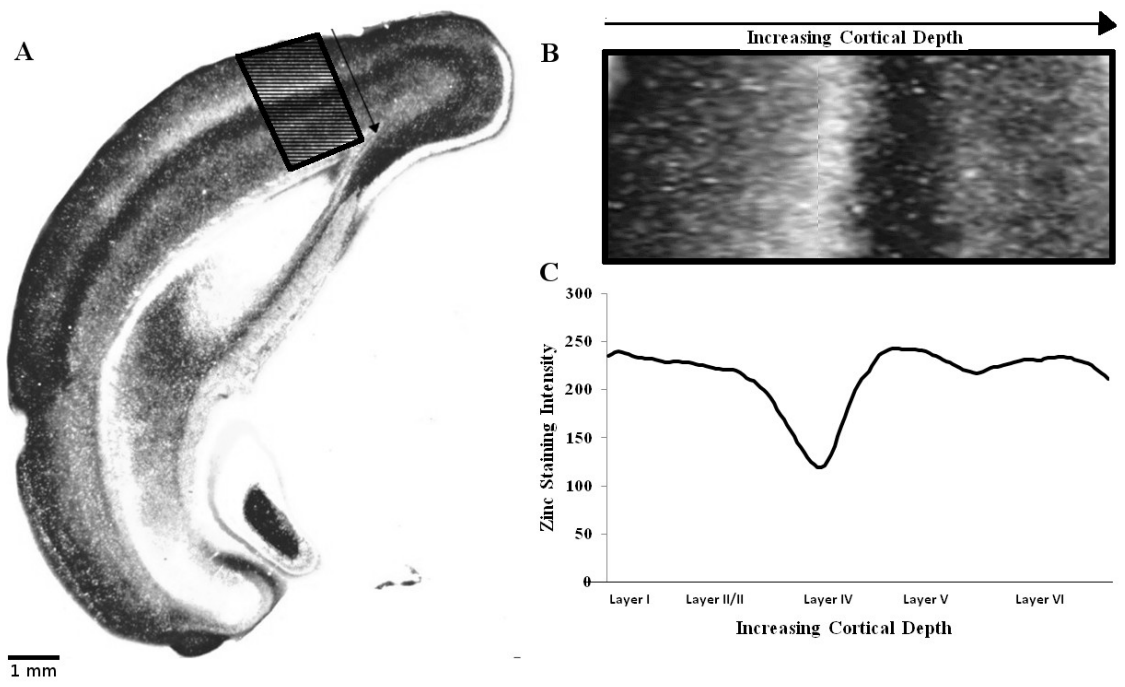 A
1 mm
B
Increasing Cortical Depth
C
300
250
200
150
100
50
0
Zinc Staining Intensity
Layer I Layer II/II Layer IV Layer V Layer VI
Increasing Cortical Depth